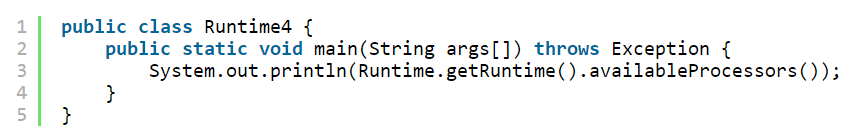 1 public class Runtime4 {
2     public static void main(String args[]) throws Exception {
3         System.out.println(Runtime.getRuntime().availableProcessors());
4     }
5 }